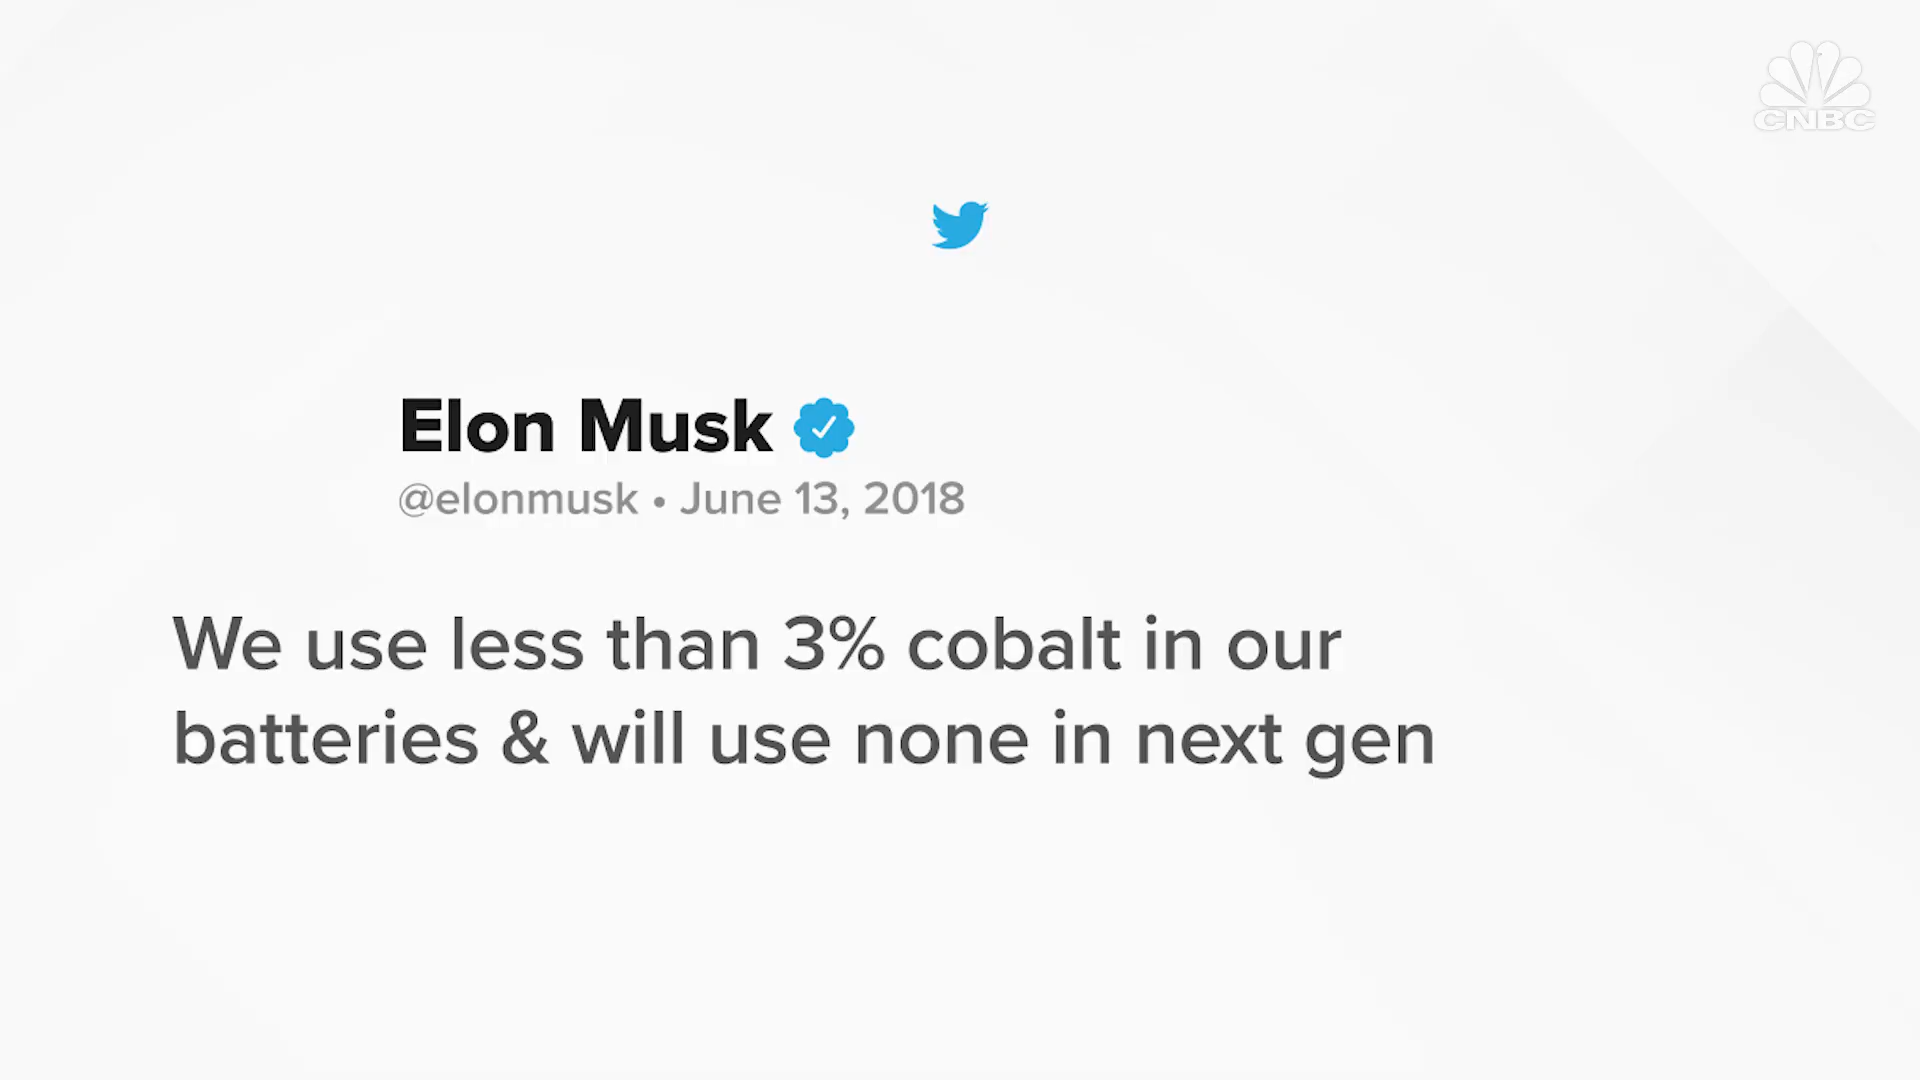 CNBC
Elon Musk
@elonmusk • June 13, 2018
We use less than 3% cobalt in our
batteries & will use none in next gen